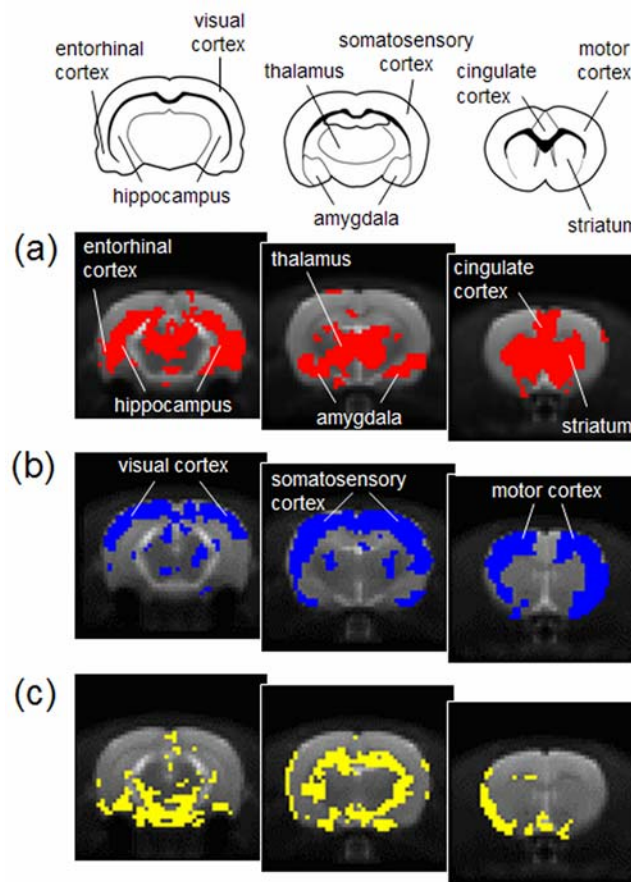 visual
cortex
entorhinal
cortex
hippocampus
somatosensory
cortex
thalamus
amygdala
motor
cortex
cingulate
cortex
striatum
(a)
entorhinal
cortex
hippocampus
thalamus
amygdala
cingulate
cortex
striatum
(b)
visual cortex
somatosensory
cortex
motor cortex
(c)